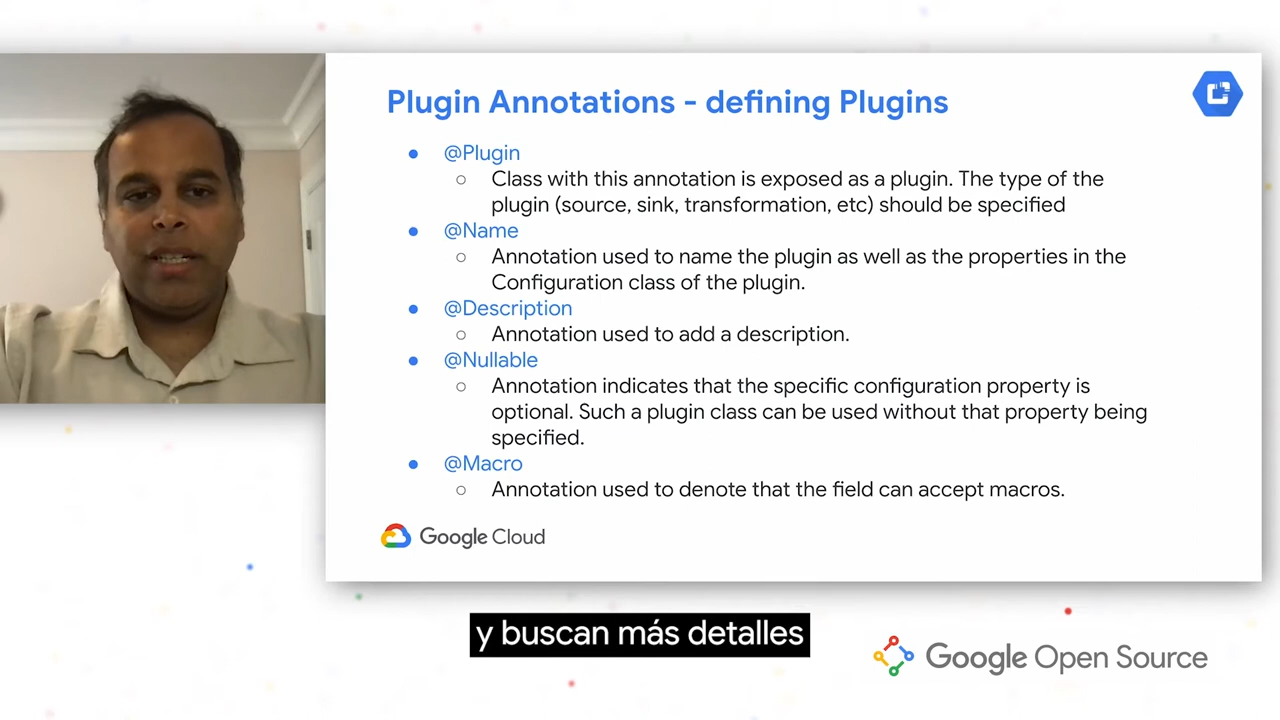 Plugin Annotations - defining Plugins
@Plugin
Class with this annotation is exposed as a plugin. The type of the
plugin (source, sink, transformation, etc) should be specified
@Name
Annotation used to name the plugin as well as the properties in the
Configuration class of the plugin.
@Description
Annotation used to add a description.
@Nullable
Annotation indicates that the specific configuration property is
optional. Such a plugin class can be used without that property being
specified.
@Macro
Annotation used to denote that the field can accept macros.
Google Cloud
y buscan más detalles
Google Open Source